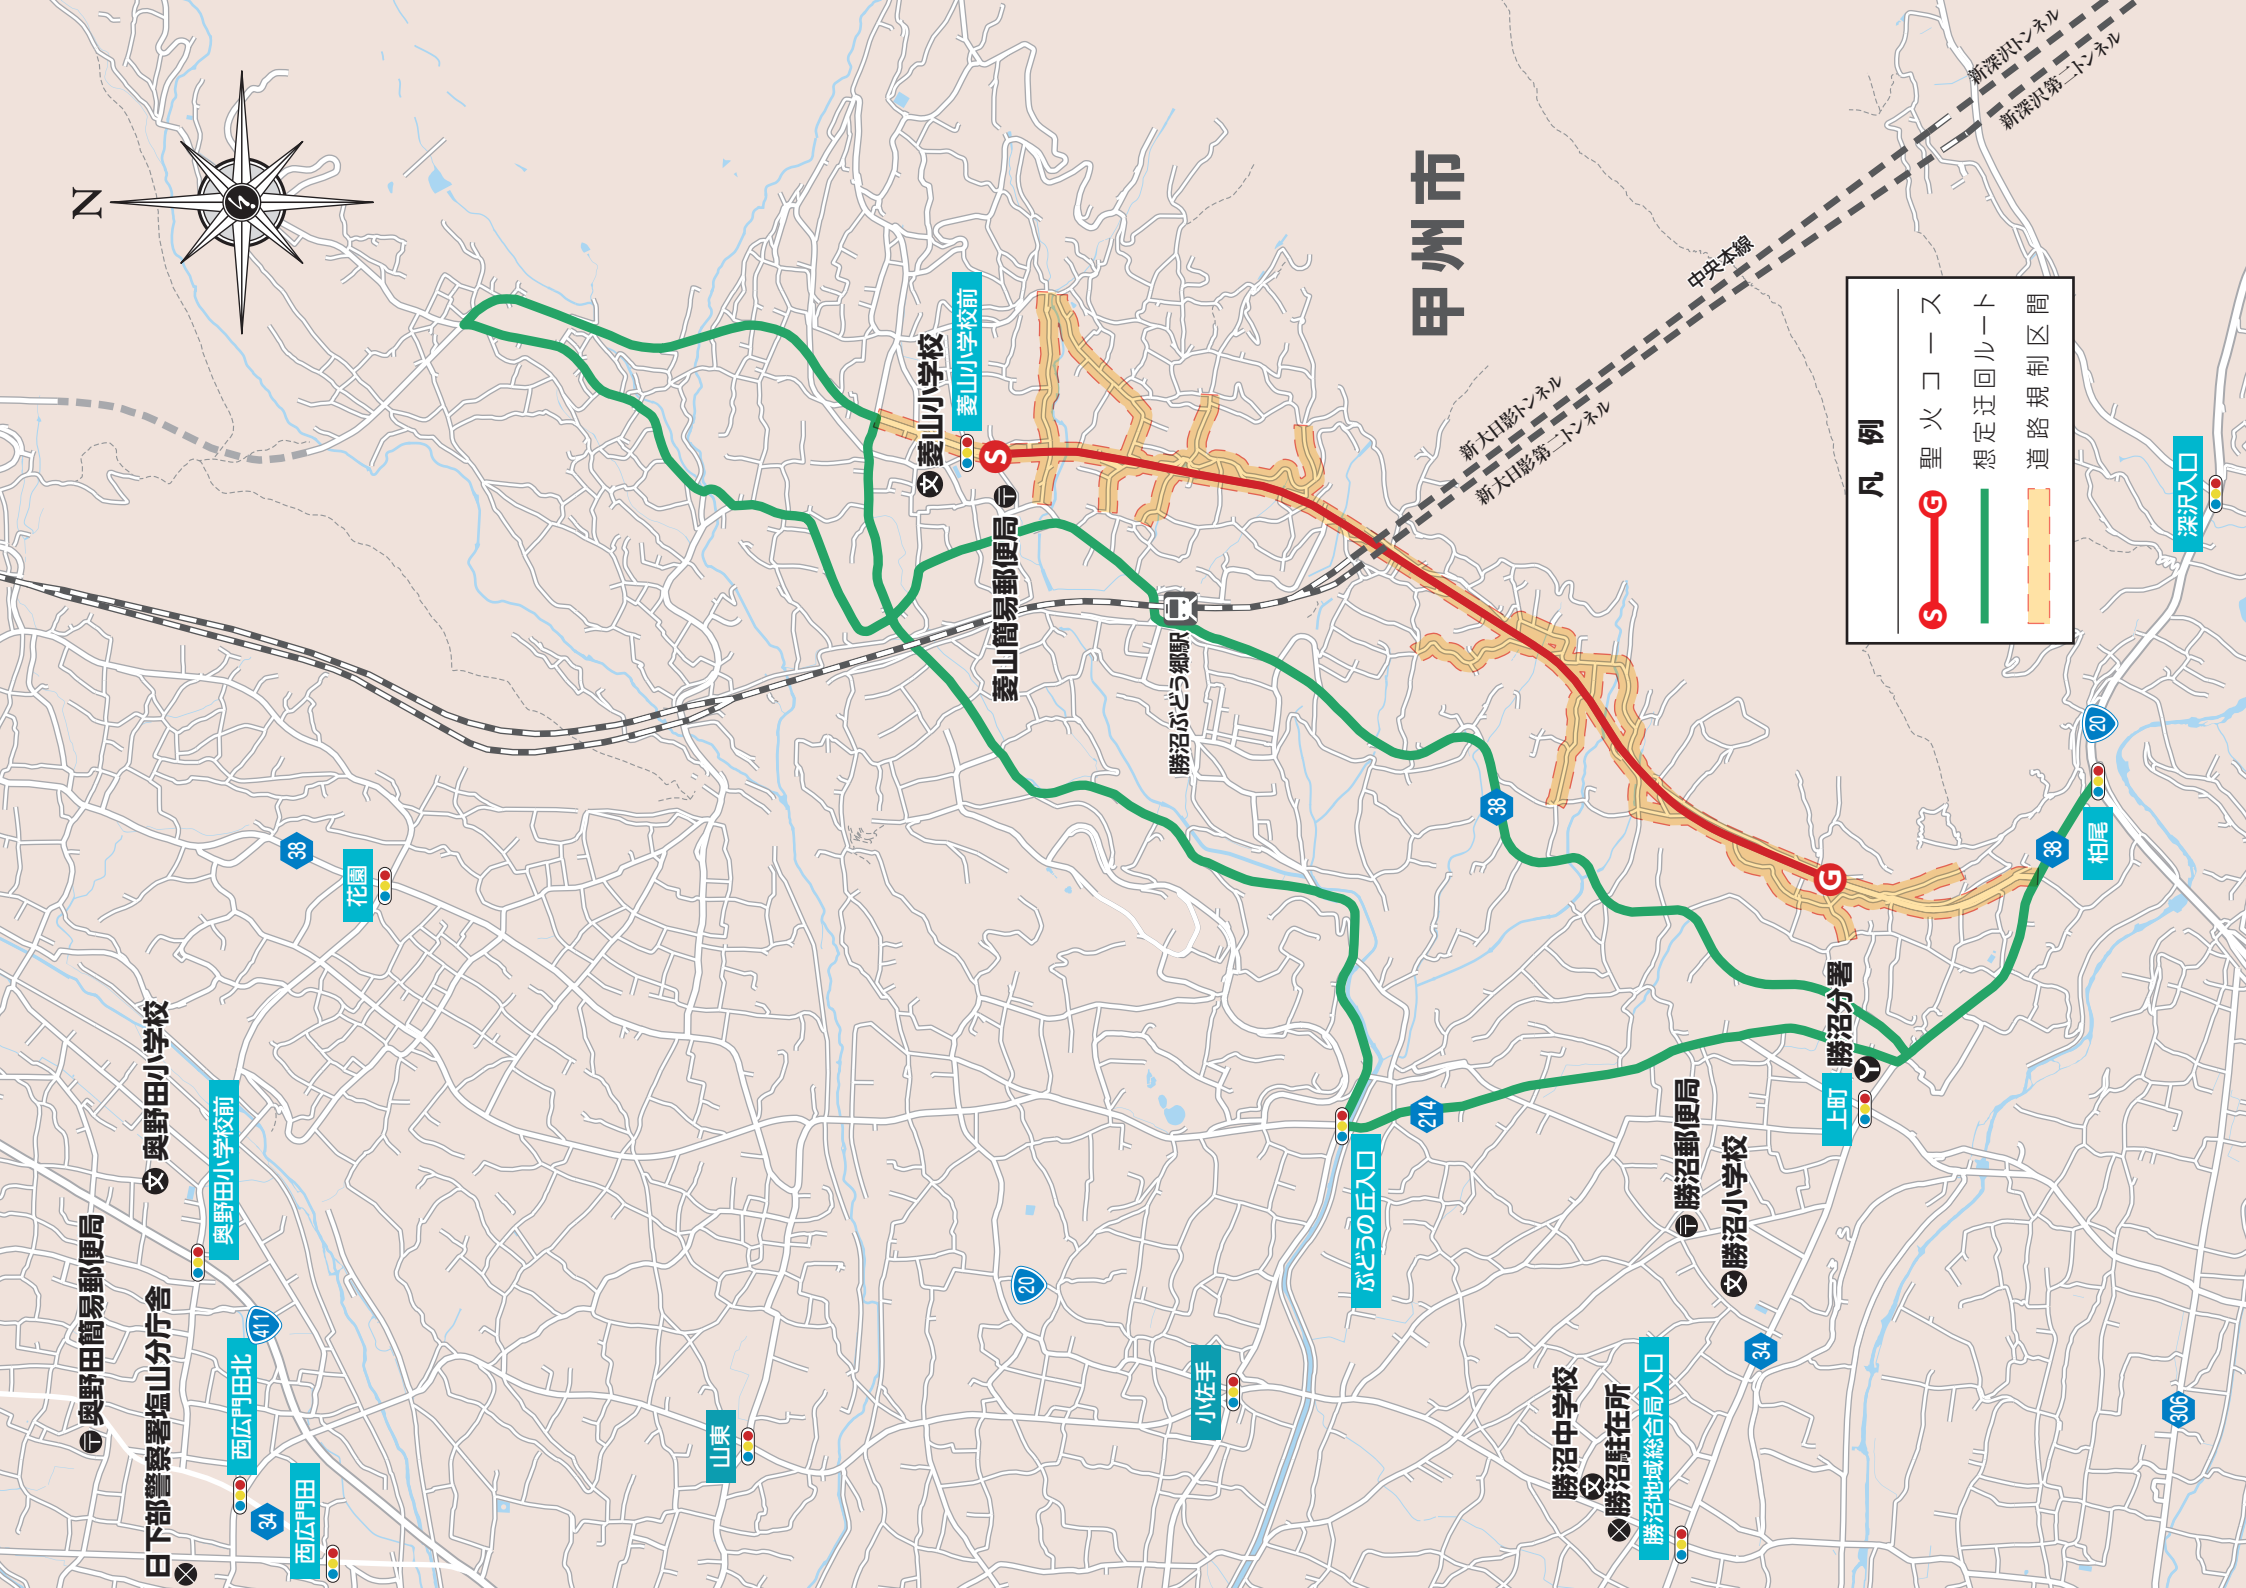 N
甲州市
新深沢トンネル
新深沢第二トンネル
中央本線
新大日影トンネル
新大日影第二トンネル
凡例
S G 聖火コース
想定迂回ルート
道路規制区間
菱山小学校
菱山小学校前
S
菱山簡易郵便局
勝沼ぶどう郷駅
深沢入口
20
38
柏尾
38
G
38
花園
38
奥野田小学校
奥野田小学校前
奥野田簡易郵便局
日下部警察署塩山分庁舎
411
西広門田北
34
西広門田
山東
20
小佐手
ぶどうの丘入口
214
勝沼分署
上町
勝沼郵便局
勝沼小学校
34
勝沼中学校
勝沼駐在所
勝沼地域総合局入口
306